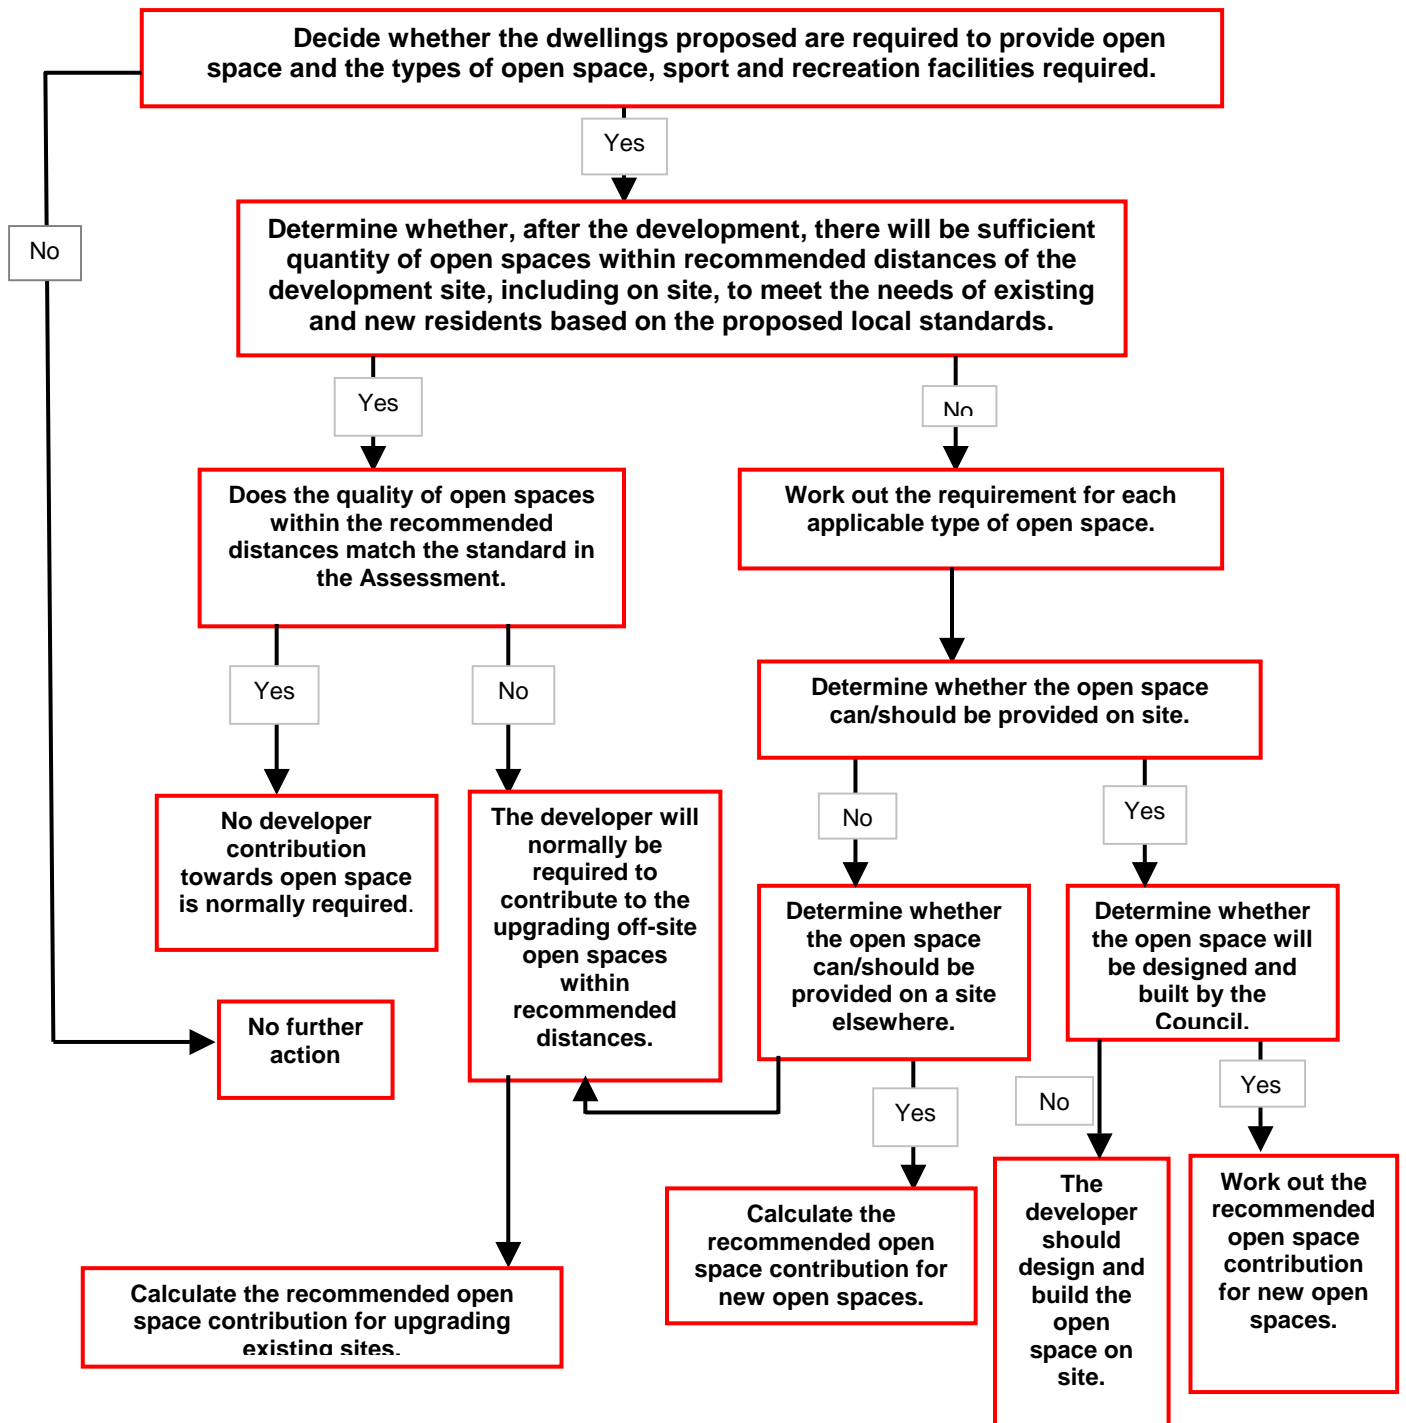 Decide whether the dwellings proposed are required to provide open
space and the types of open space, sport and recreation facilities required.
Yes
No
Determine whether, after the development, there will be sufficient
quantity of open spaces within recommended distances of the
development site, including on site, to meet the needs of existing
and new residents based on the proposed local standards.
Yes
No
Does the quality of open spaces
within the recommended
distances match the standard in
the Assessment.
Work out the requirement for each
applicable type of open space.
Yes
No
Determine whether the open space
can/should be provided on site.
No
Yes
No developer
contribution
towards open space
is normally required.
The developer will
normally be
required to
contribute to the
upgrading off-site
open spaces
within
recommended
distances.
Determine whether
the open space
can/should be
provided on a site
elsewhere.
Determine whether
the open space will
be designed and
built by the
Council.
No further
action
Yes
No
Yes
Calculate the recommended open
space contribution for upgrading
existing sites.
Calculate the
recommended open
space contribution for
new open spaces.
The
developer
should
design and
build the
open
space on
site.
Work out the
recommended
open space
contribution
for new open
spaces.